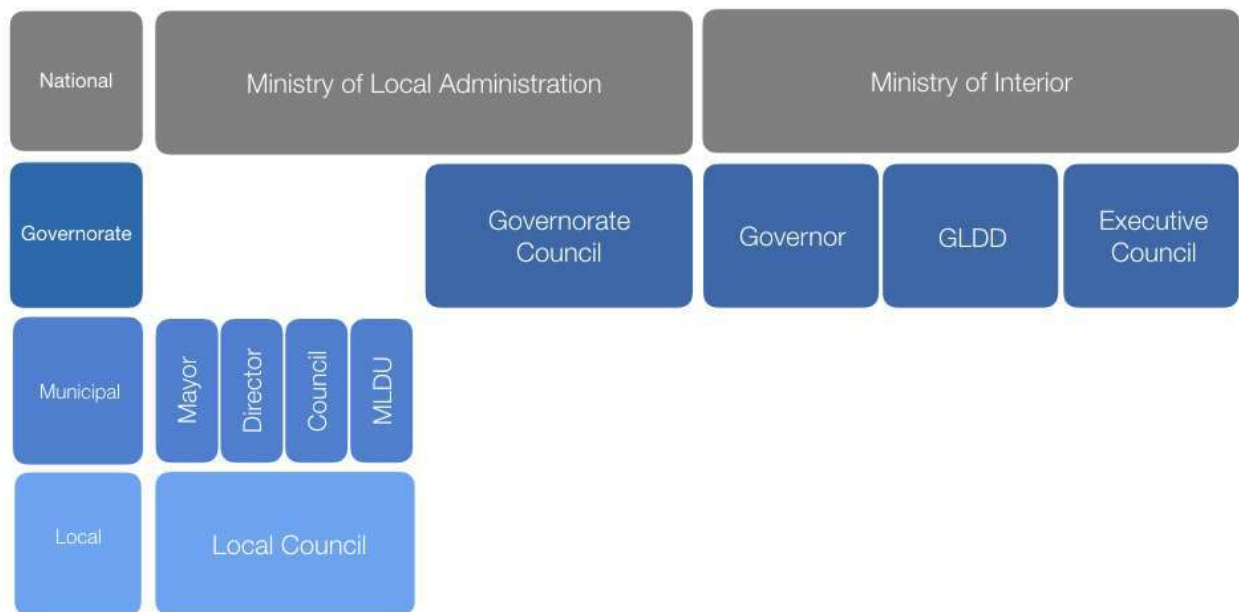 National
Ministry of Local Administration
Ministry of Interior
Governorate
Governorate
Council
Governor
GLDD
Executive
Council
Municipal
Mayor
Director
Council
MLDU
Local
Local Council